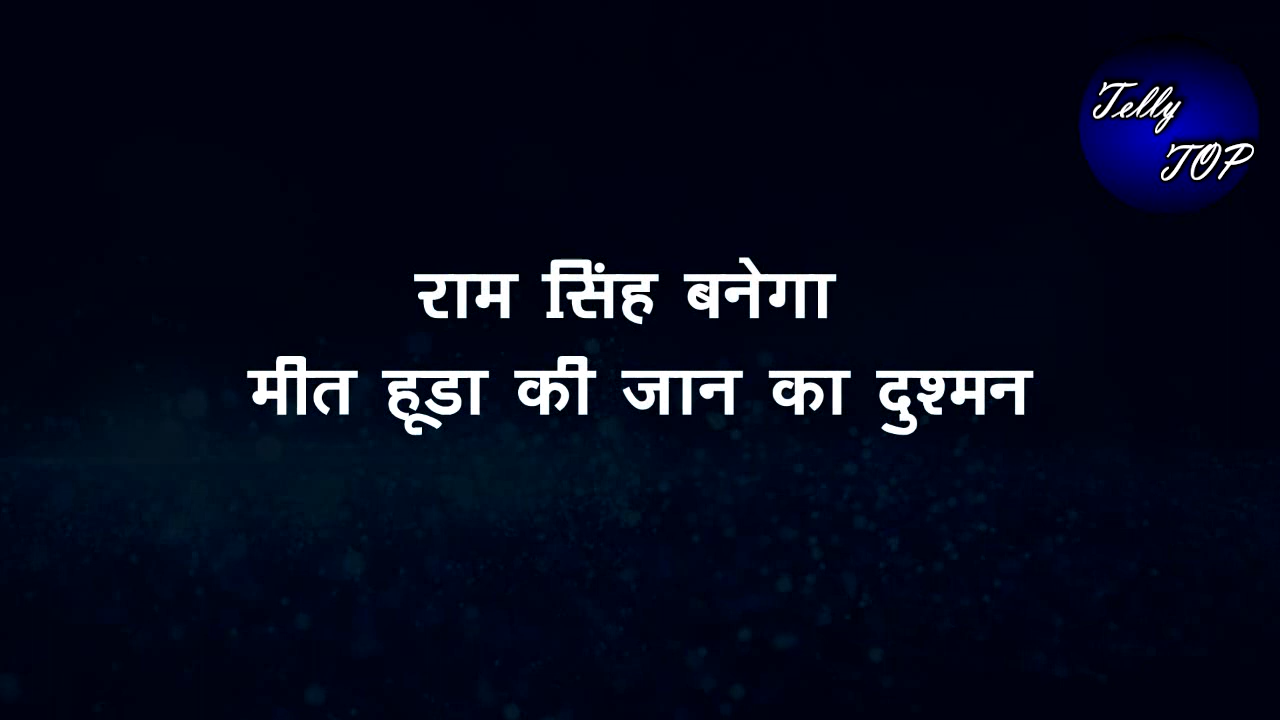 Telly
TOP
राम सिंह बनेगा
मीत हूडा की जान का दुश्मन